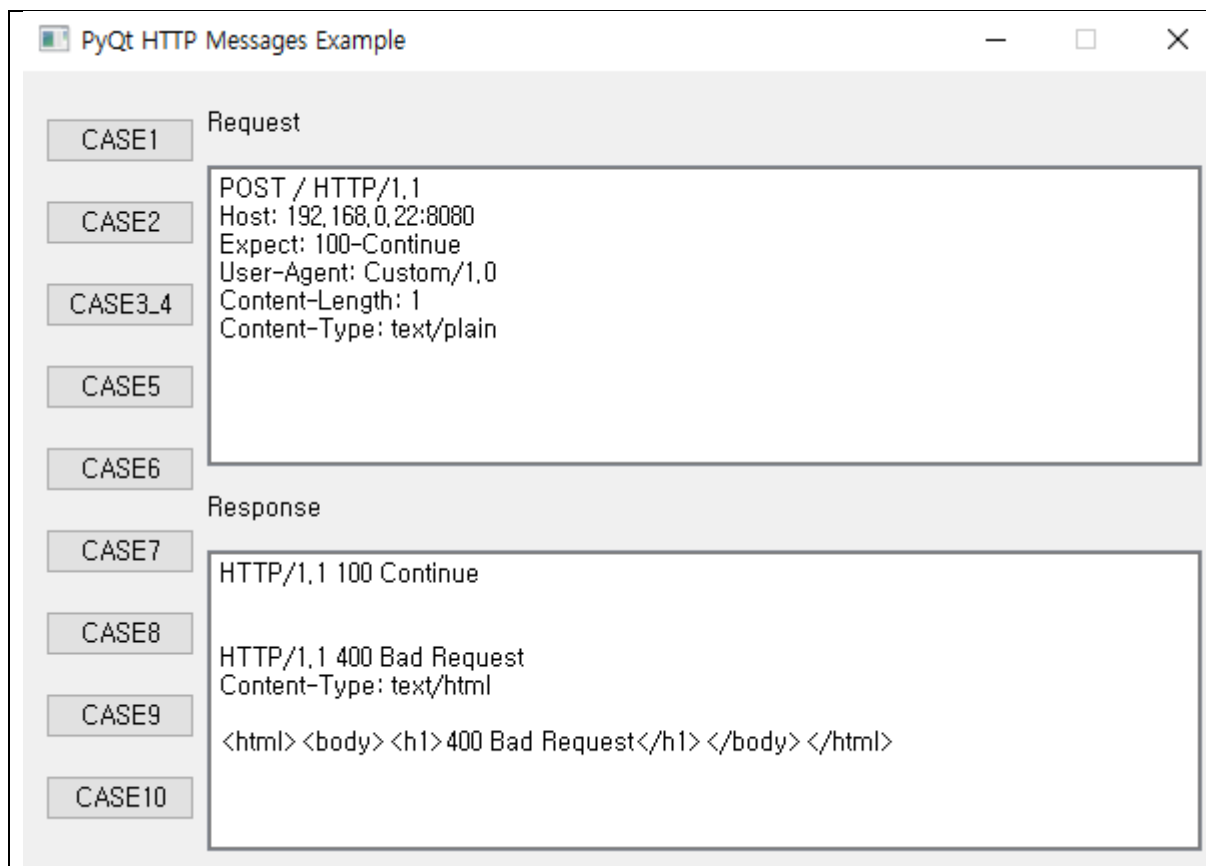 PyQt HTTP Messages Example
CASE1
CASE2
CASE3_4
CASE5
CASE6
CASE7
CASE8
CASE9
CASE10
Request
POST / HTTP/1.1
Host: 192.168.0.22:8080
Expect: 100-Continue
User-Agent: Custom/1.0
Content-Length: 1
Content-Type: text/plain
Response
HTTP/1.1 100 Continue
HTTP/1.1 400 Bad Request
Content-Type: text/html
<html><body><h1>400 Bad Request</h1></body></html>